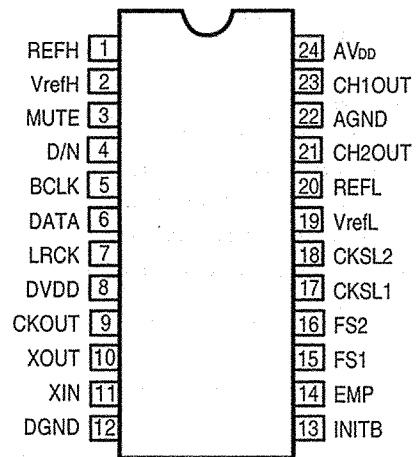 REFH 1 24 AVDD
VrefH 2 23 CH1OUT
MUTE 3 22 AGND
D/N 4 21 CH2OUT
BCLK 5 20 REFL
DATA 6 19 VrefL
LRCK 7 18 CKSL2
DVDD 8 17 CKSL1
CKOUT 9 16 FS2
XOUT 10 15 FS1
XIN 11 14 EMP
DGND 12 13 INITB